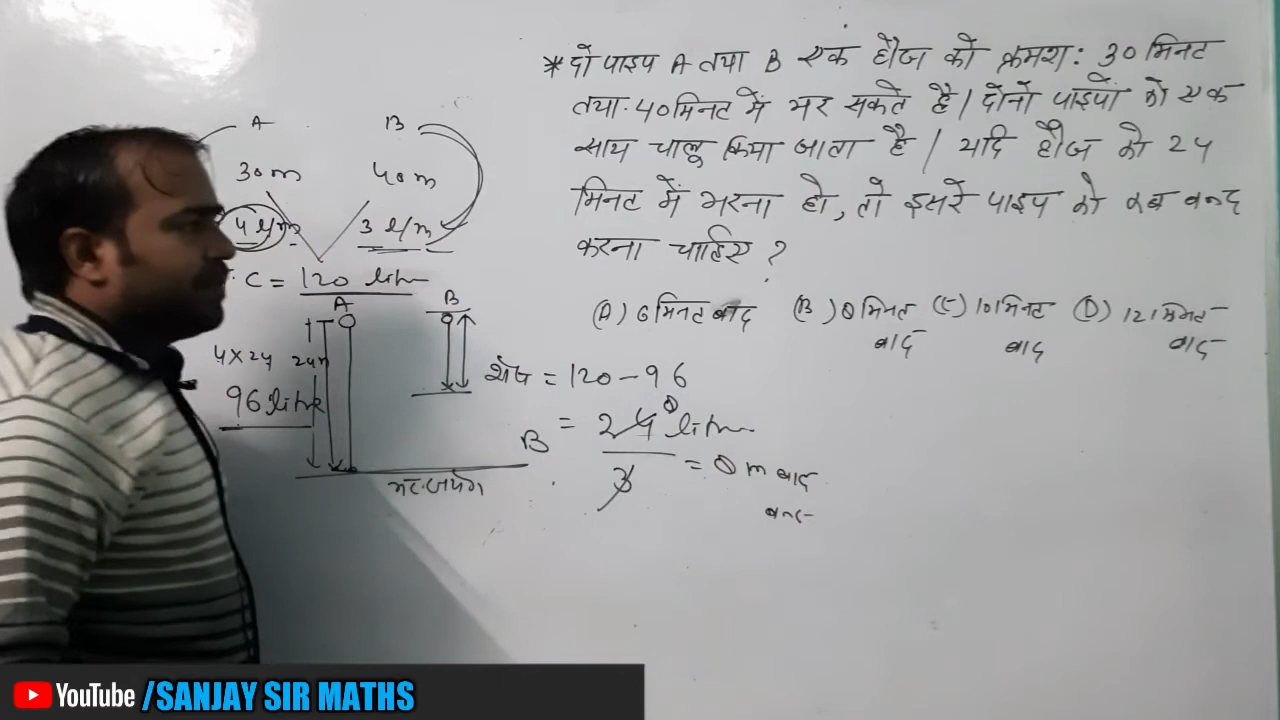 * दो पाइप A तथा B एक हौज को क्रमश: 30 मिनट
तथा 40 मिनट में भर सकते है / दोनों पाइपों को एक
साथ चालू किया जाता है / यदि हौज को 24
मिनट में भरना हो, तो दूसरे पाइप को कब बन्द
करना चाहिए ?
(A) 6 मिनट बाद (B) 8 मिनट बाद (C) 10 मिनट बाद (D) 12 मिनट बाद
A B
30 m 40 m
4 l/m 3 l/m
C = 120 litre
A B
4 X 24 24m
96 litre
शेष = 120 - 96
B = 24 8 litre
3 = 8 m बाद
बन्द
भर जायेगा
YouTube /SANJAY SIR MATHS